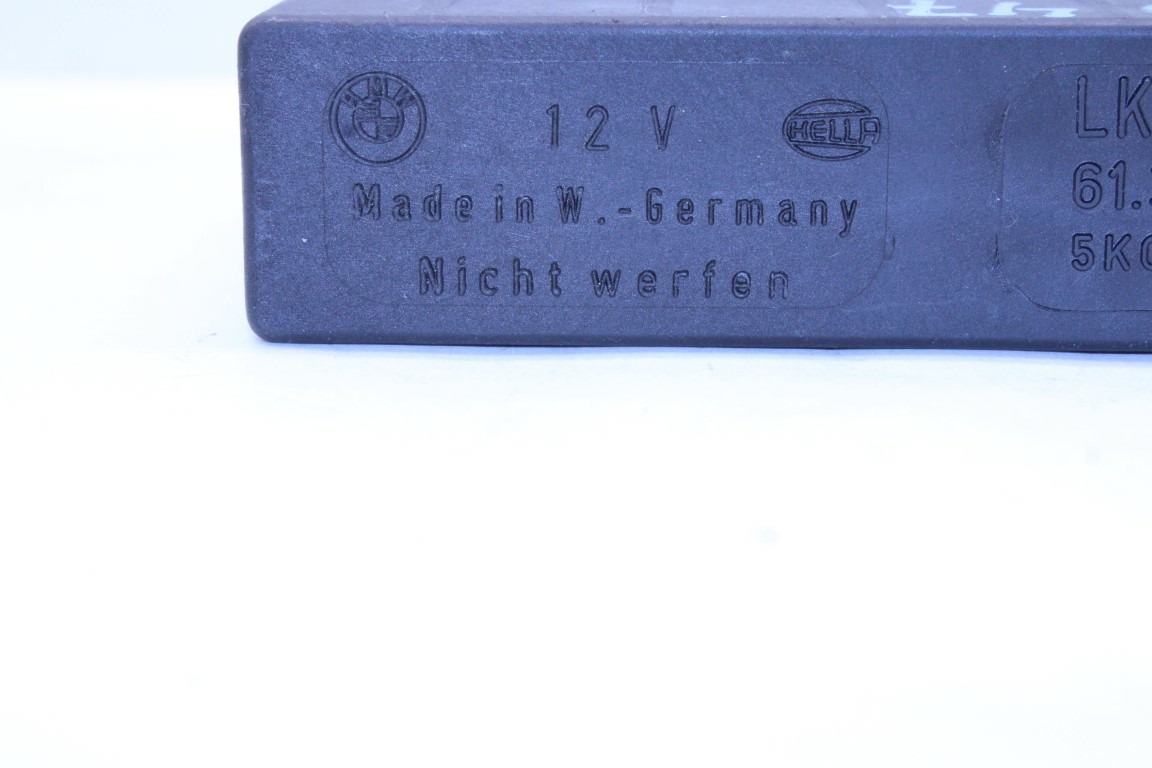 BMW
12 V
HELLA
Made in W.-Germany
Nicht werfen
LK
61.
5K